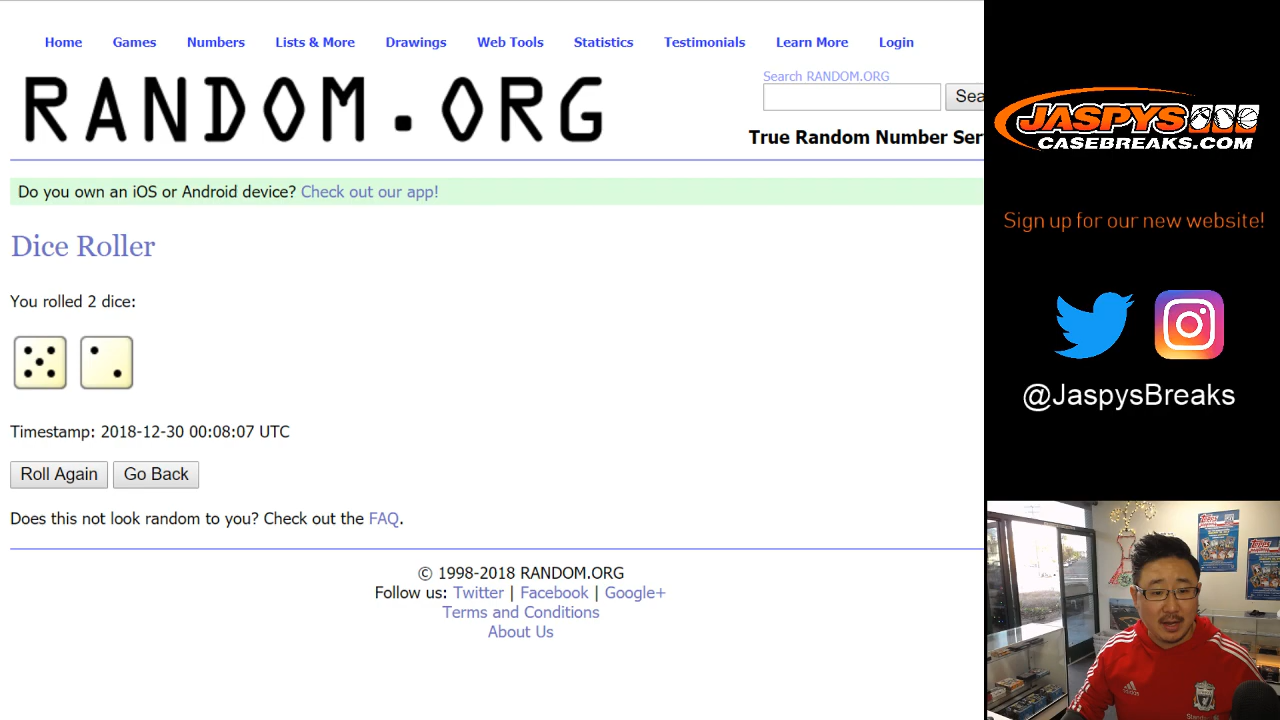 Home Games Numbers Lists & More Drawings Web Tools Statistics Testimonials Learn More Login
Search RANDOM.ORG
RANDOM.ORG
Sea
True Random Number Ser
Do you own an iOS or Android device? Check out our app!
Dice Roller
You rolled 2 dice:
Timestamp: 2018-12-30 00:08:07 UTC
Roll Again Go Back
Does this not look random to you? Check out the FAQ.
© 1998-2018 RANDOM.ORG
Follow us: Twitter | Facebook | Google+
Terms and Conditions
About Us
JASPYS
CASEBREAKS.COM
Sign up for our new website!
@JaspysBreaks
TOPPS
TOPPS
adidas